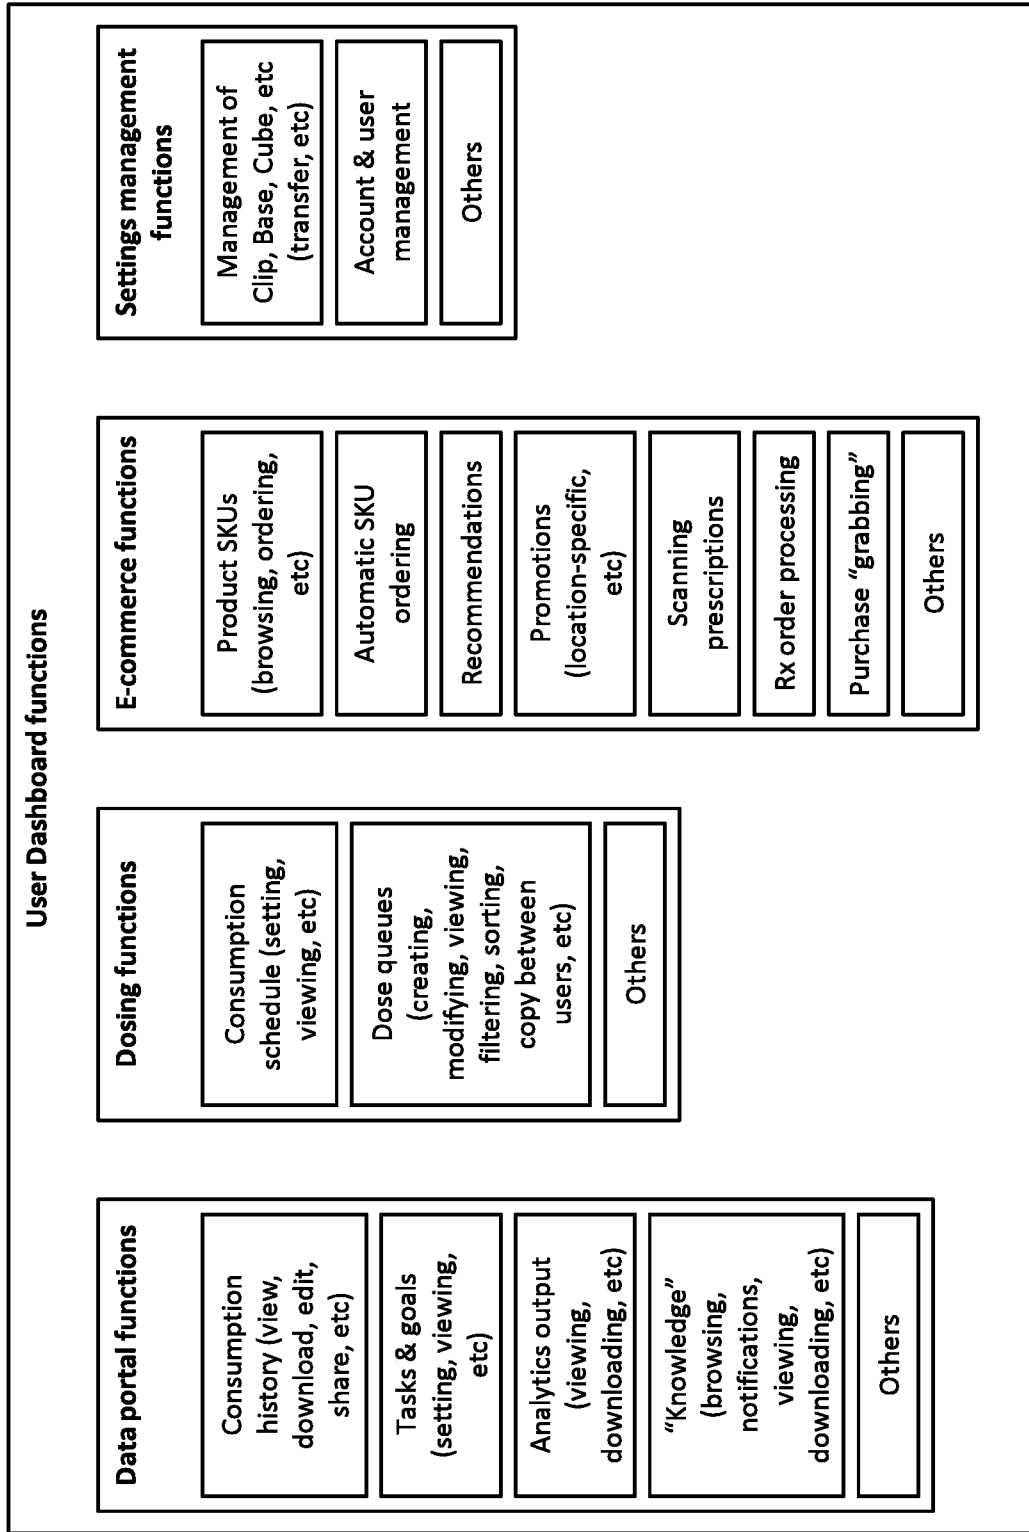 User Dashboard functions
Data portal functions
Consumption
history (view,
download, edit,
share, etc)
Tasks & goals
(setting, viewing,
etc)
Analytics output
(viewing,
downloading, etc)
“Knowledge”
(browsing,
notifications,
viewing,
downloading, etc)
Others
Dosing functions
Consumption
schedule (setting,
viewing, etc)
Dose queues
(creating,
modifying, viewing,
filtering, sorting,
copy between
users, etc)
Others
E-commerce functions
Product SKUs
(browsing, ordering,
etc)
Automatic SKU
ordering
Recommendations
Promotions
(location-specific,
etc)
Scanning
prescriptions
Rx order processing
Purchase “grabbing”
Others
Settings management
functions
Management of
Clip, Base, Cube, etc
(transfer, etc)
Account & user
management
Others